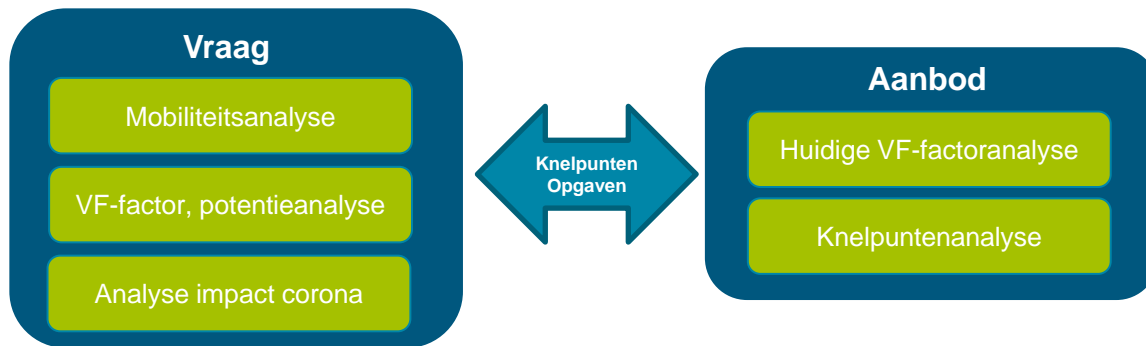 Vraag
Mobiliteitsanalyse
VF-factor, potentieanalyse
Analyse impact corona
Knelpunten
Opgaven
Aanbod
Huidige VF-factoranalyse
Knelpuntenanalyse